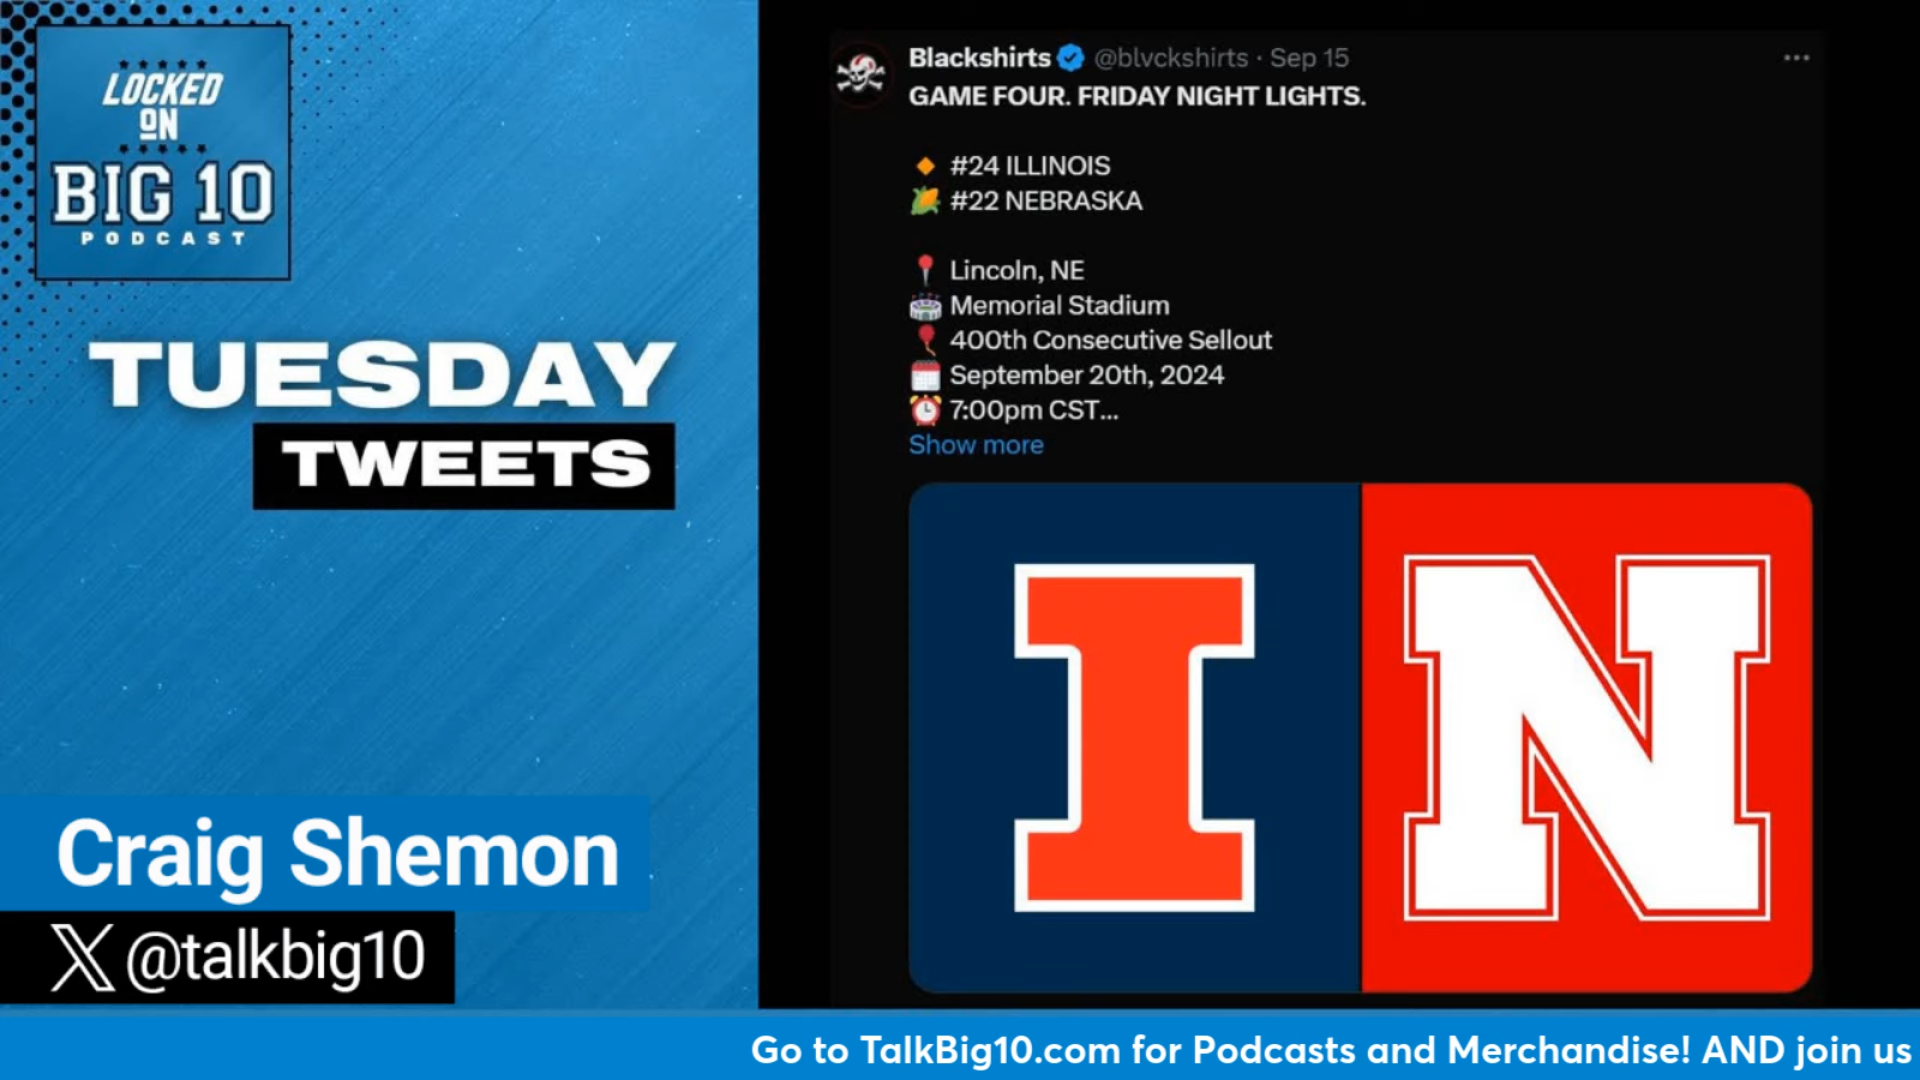 LOCKED
ON
BIG 10
PODCAST
TUESDAY
TWEETS
Craig Shemon
@talkbig10
Blackshirts @blvckshirts · Sep 15
GAME FOUR. FRIDAY NIGHT LIGHTS.
#24 ILLINOIS
#22 NEBRASKA
Lincoln, NE
Memorial Stadium
400th Consecutive Sellout
September 20th, 2024
7:00pm CST...
Show more
I N
Go to TalkBig10.com for Podcasts and Merchandise! AND join us